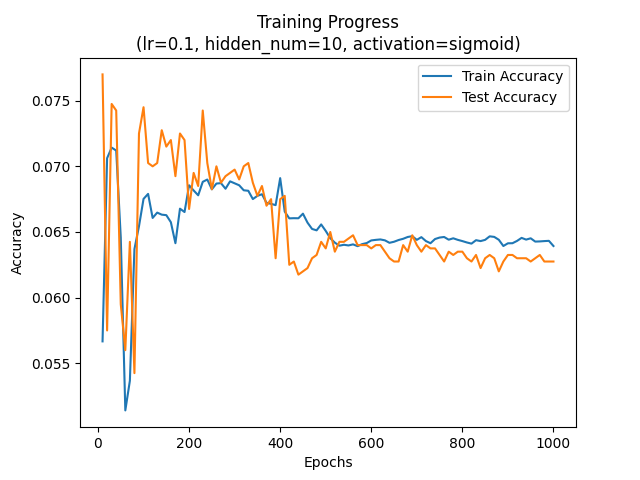 Training Progress
(lr=0.1, hidden_num=10, activation=sigmoid)
Train Accuracy
Test Accuracy
0.075
0.070
0.065
0.060
0.055
Accuracy
0 200 400 600 800 1000
Epochs